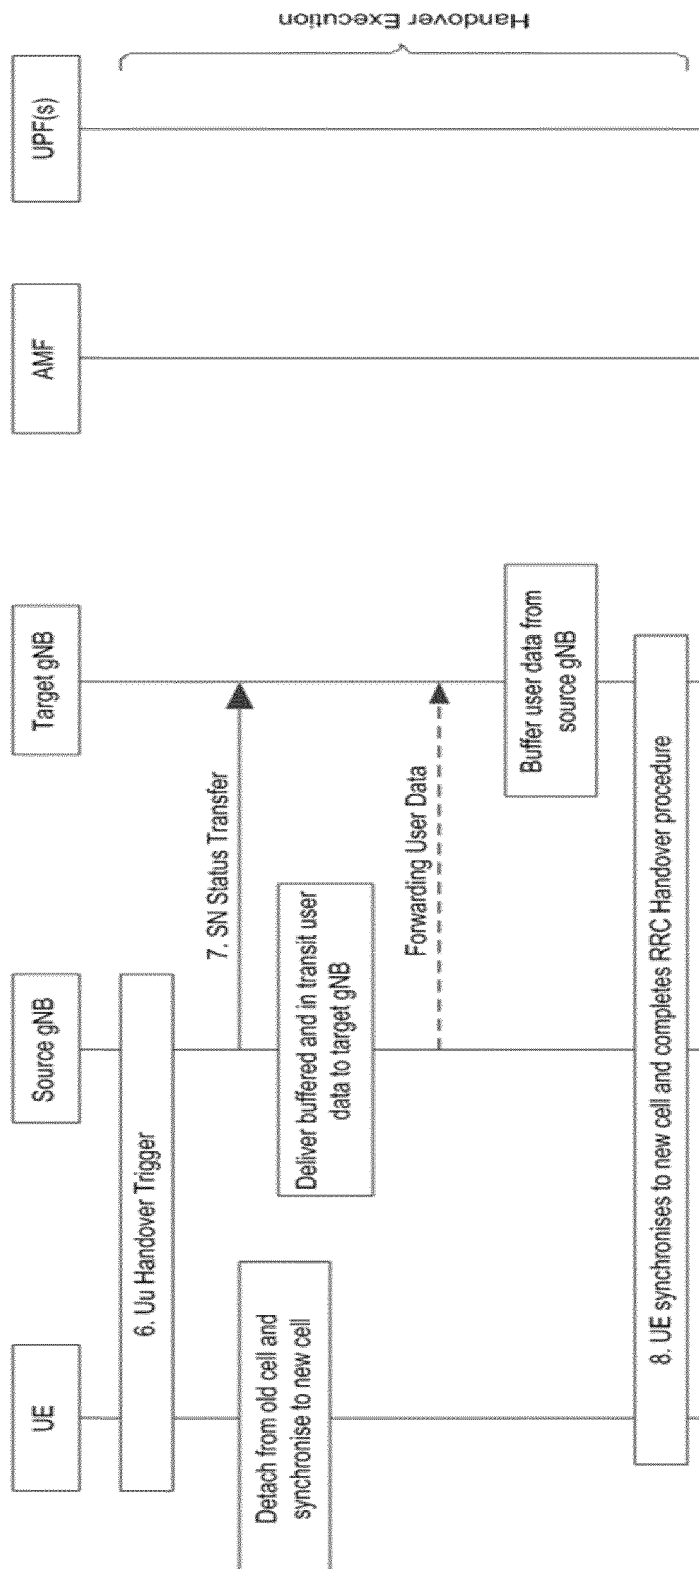 UE
Source gNB
Target gNB
AMF
UPF(s)
6. Uu Handover Trigger
7. SN Status Transfer
Detach from old cell and
synchronise to new cell
Deliver buffered and in transit user
data to target gNB
Forwarding User Data
Buffer user data from
source gNB
8. UE synchronises to new cell and completes RRC Handover procedure
Handover Execution